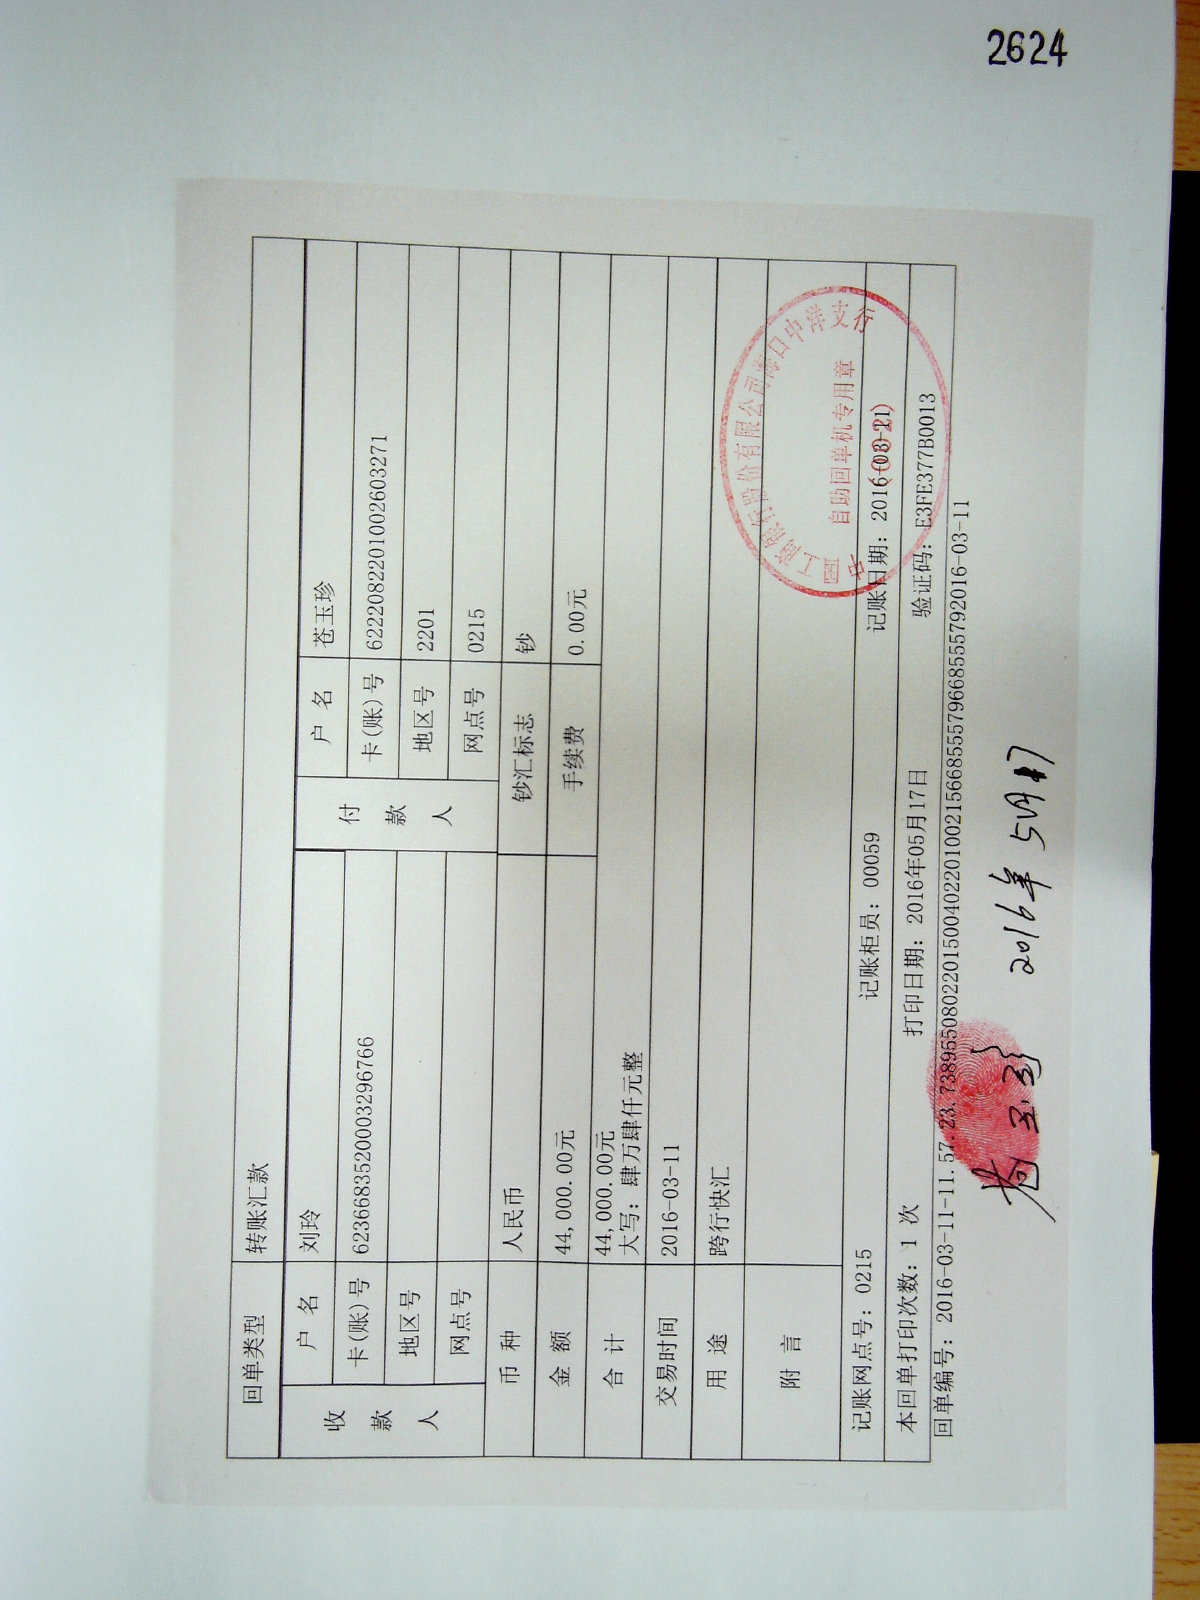 2624
回单类型 转账汇款
收款人 户名 刘玲 付款人 户名 苍玉珍
卡(账)号 6236683520003296766 卡(账)号 6222082201002603271
地区号 地区号 2201
网点号 网点号 0215
币种 人民币 钞汇标志 钞
金额 44,000.00元 手续费 0.00元
合计 44,000.00元
大写：肆万肆仟元整
交易时间 2016-03-11
用途 跨行快汇
附言
中国工商银行股份有限公司海口中洋支行
自助回单机专用章
记账网点号：0215 记账柜员：00059 记账日期：2016-03-11
本回单打印次数：1 次 打印日期：2016年05月17日 验证码：E3FE377B0013
回单编号：2016-03-11-11.57.23.738955080220150040220100215668555796685557920­16-03-11
苍玉珍 2016年5月17